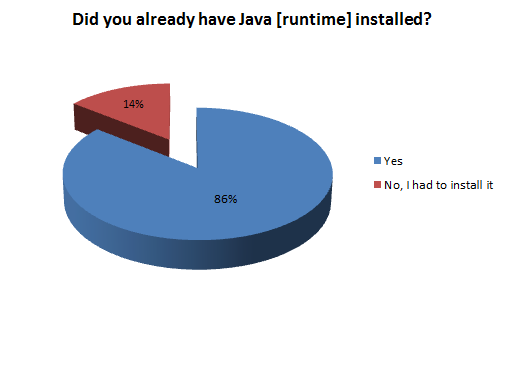 Did you already have Java [runtime] installed?
14%
Yes
No, I had to install it
86%